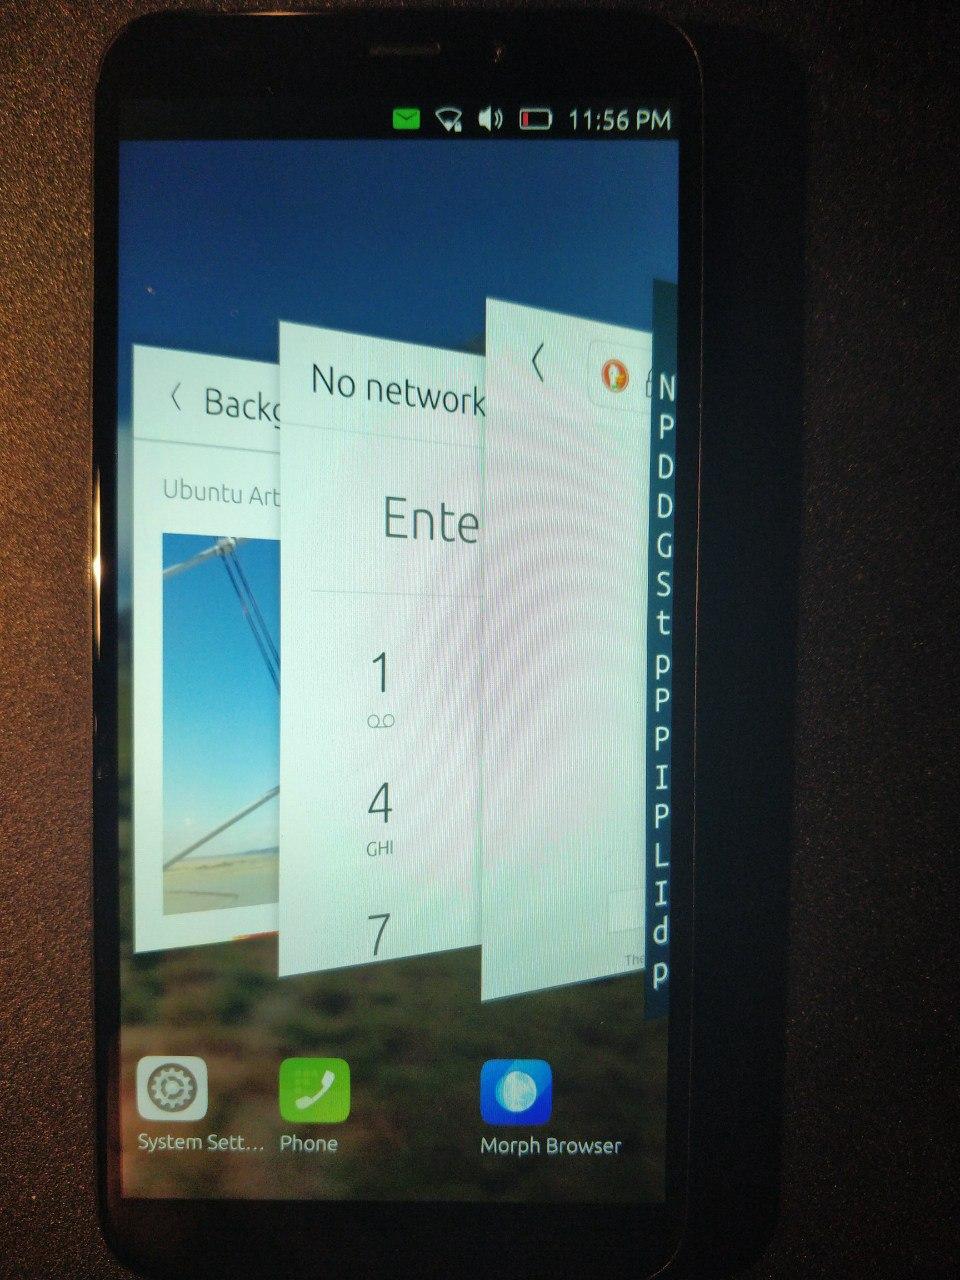 11:56 PM
Backg
Ubuntu Art
No network
Ente
1
4
GHI
7
The
N
P
D
D
G
S
t
p
P
P
I
P
L
I
d
p
System Sett...
Phone
Morph Browser